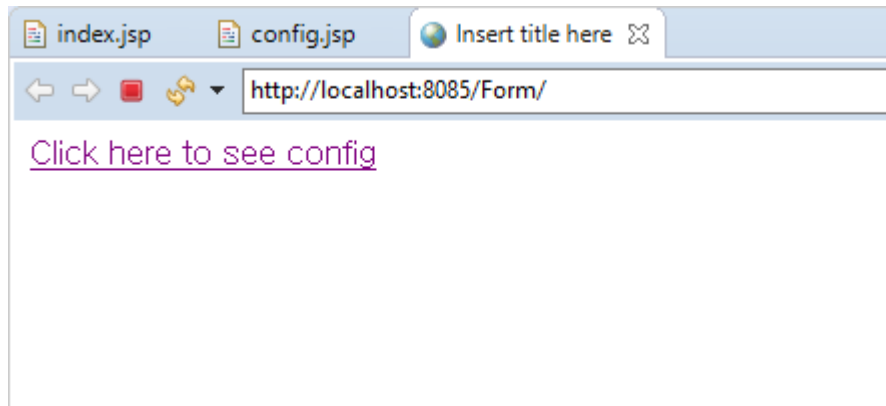 index.jsp config.jsp Insert title here
http://localhost:8085/Form/
Click here to see config